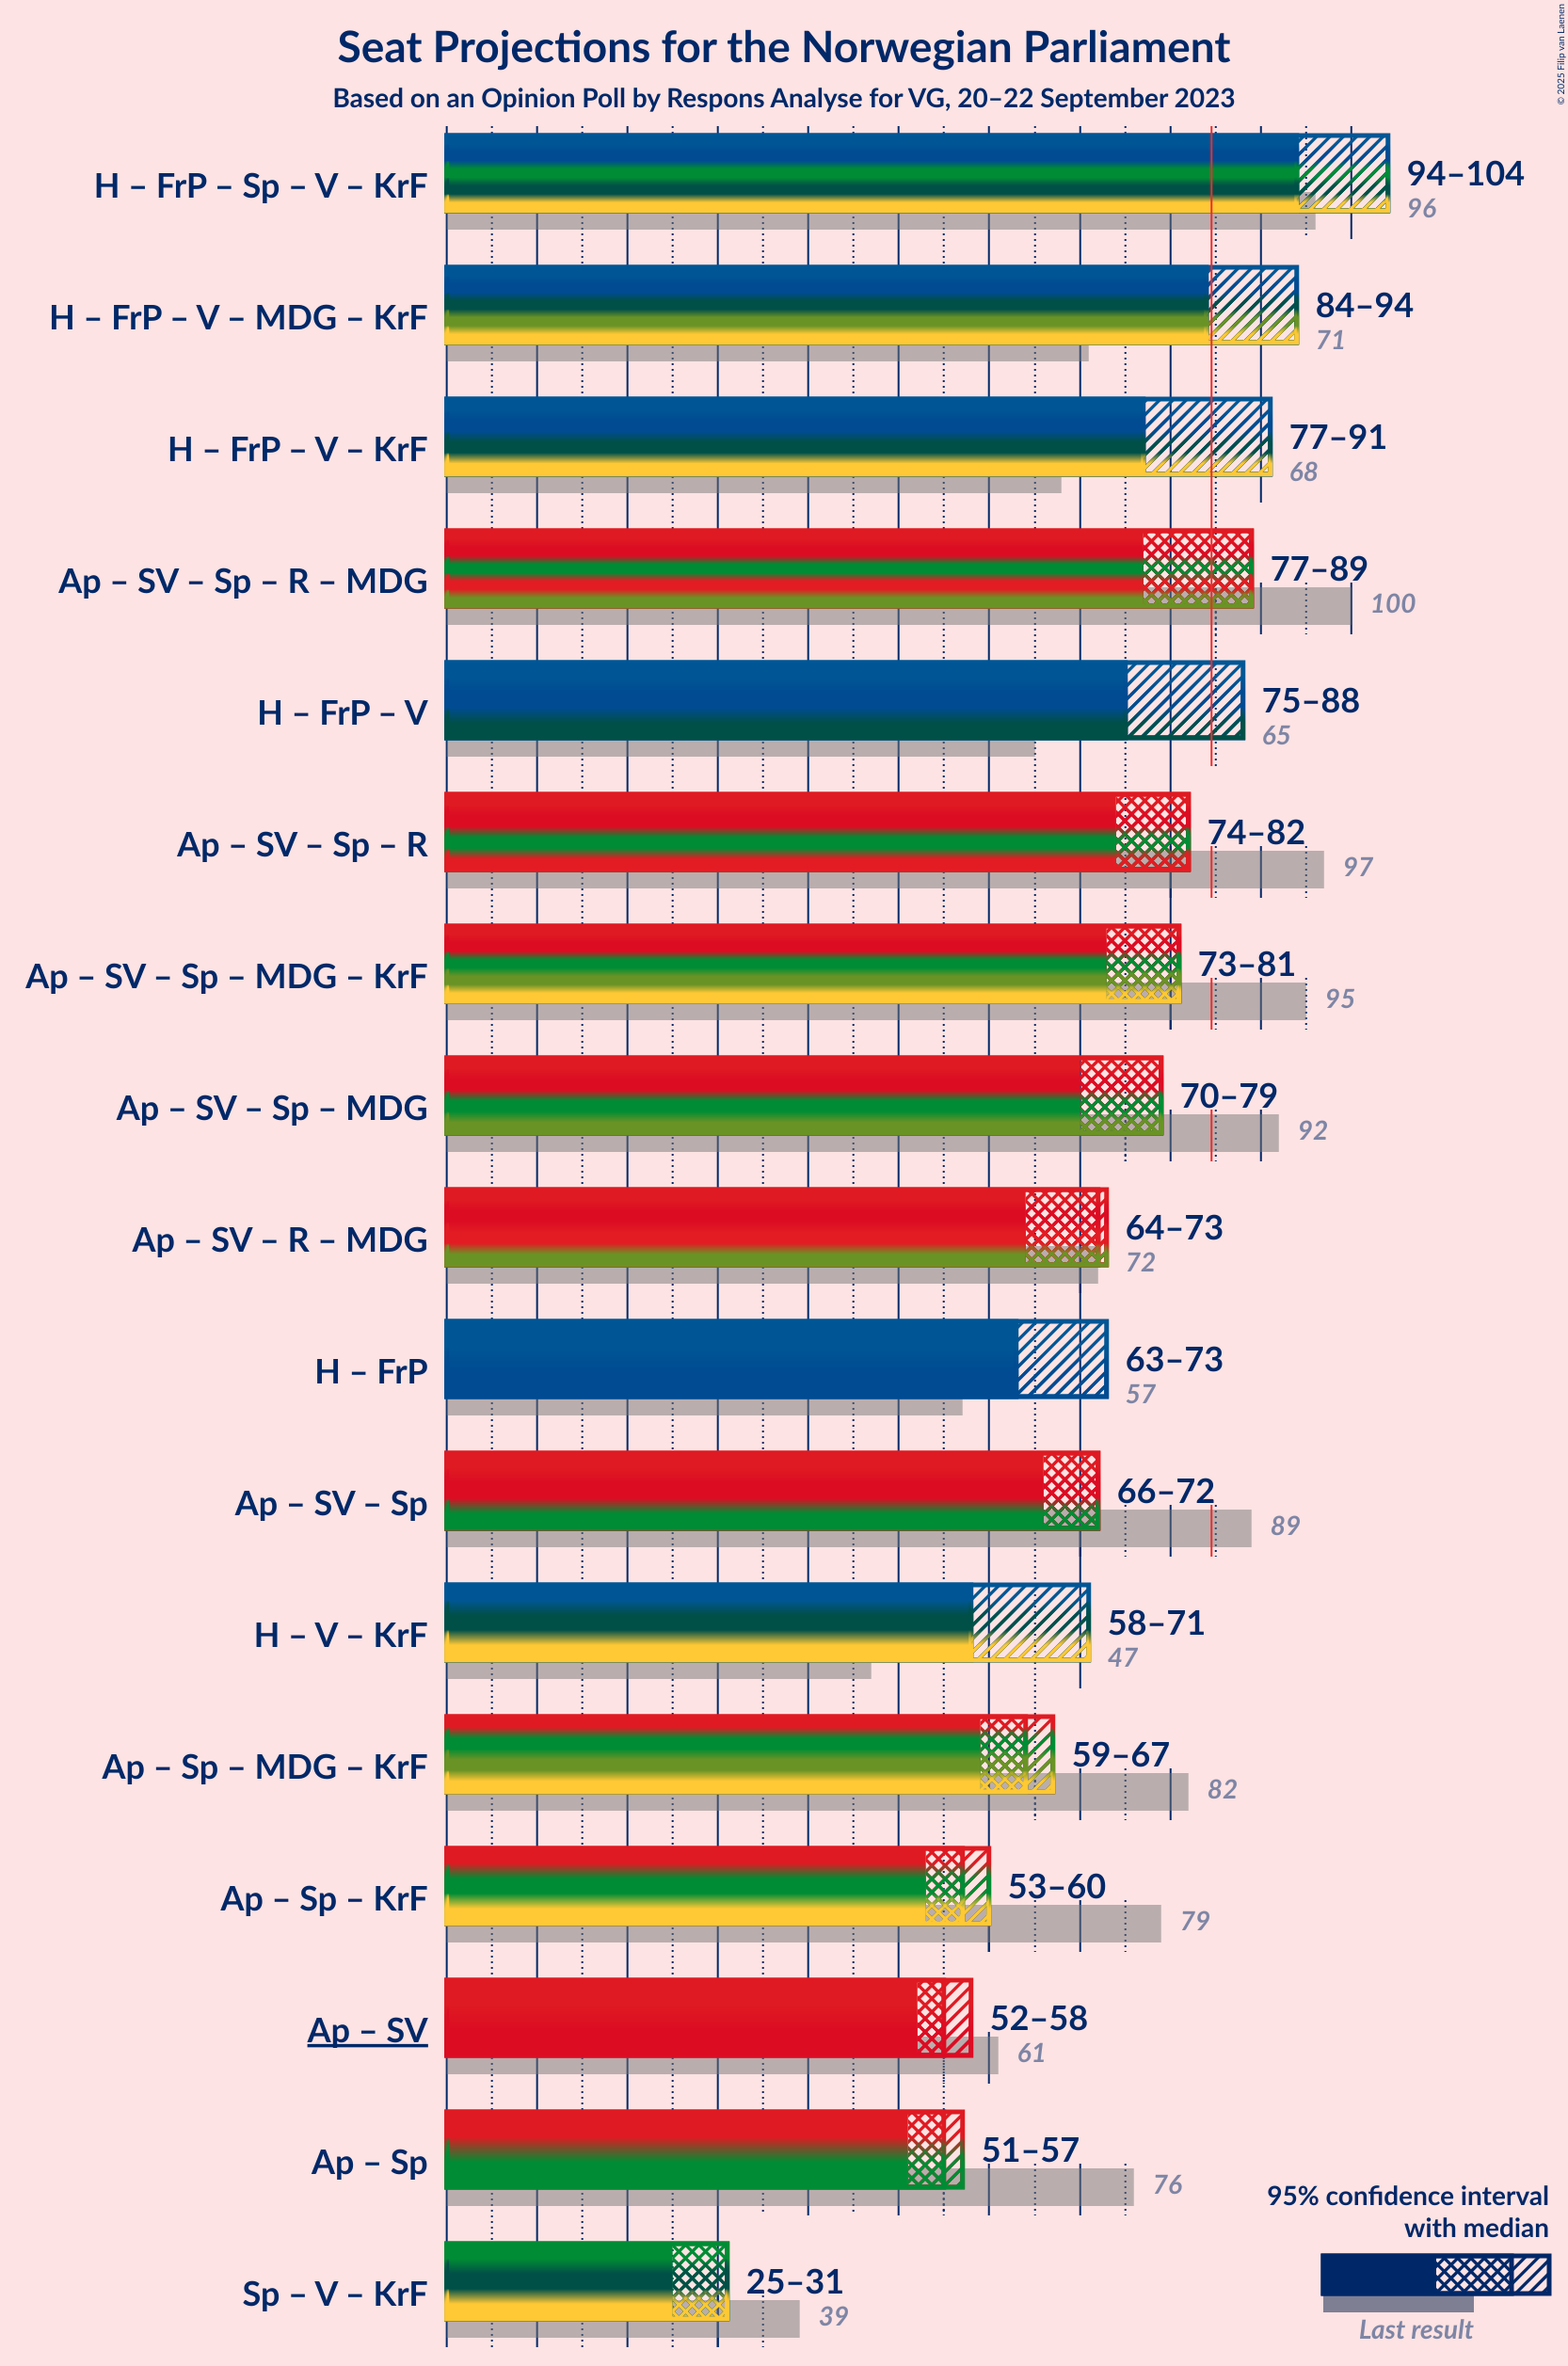 Seat Projections for the Norwegian Parliament
Based on an Opinion Poll by Respons Analyse for VG, 20–22 September 2023
© 2025 Filip van Laenen
H – FrP – Sp – V – KrF
94–104
96
H – FrP – V – MDG – KrF
84–94
71
H – FrP – V – KrF
77–91
68
Ap – SV – Sp – R – MDG
77–89
100
H – FrP – V
75–88
65
Ap – SV – Sp – R
74–82
97
Ap – SV – Sp – MDG – KrF
73–81
95
Ap – SV – Sp – MDG
70–79
92
Ap – SV – R – MDG
64–73
72
H – FrP
63–73
57
Ap – SV – Sp
66–72
89
H – V – KrF
58–71
47
Ap – Sp – MDG – KrF
59–67
82
Ap – Sp – KrF
53–60
79
Ap – SV
52–58
61
Ap – Sp
51–57
76
Sp – V – KrF
25–31
39
95% confidence interval
with median
Last result